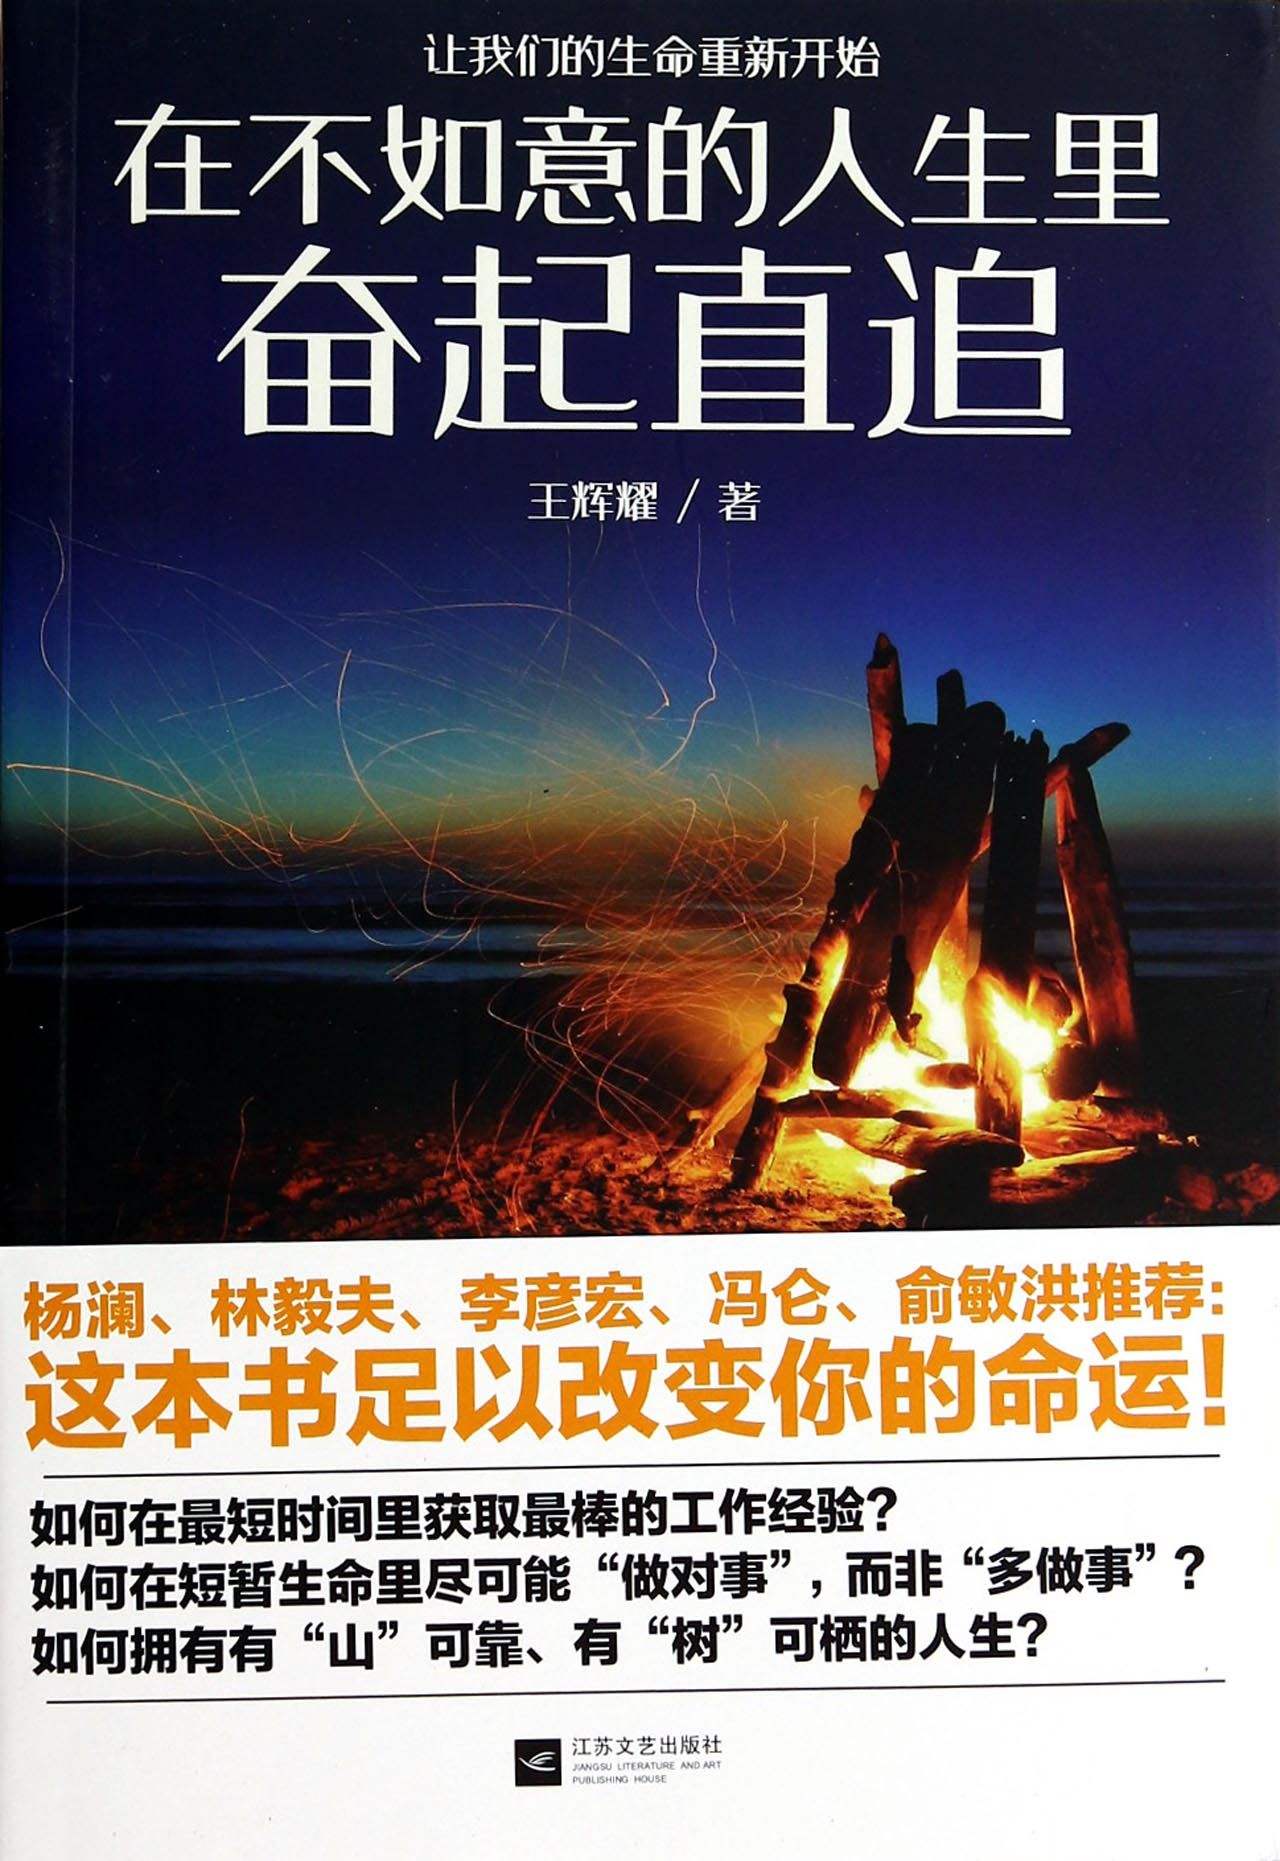 让我们的生命重新开始
在不如意的人生里
奋起直追
王辉耀/著
杨澜、林毅夫、李彦宏、冯仑、俞敏洪推荐:
这本书足以改变你的命运!
如何在最短时间里获取最棒的工作经验?
如何在短暂生命里尽可能“做对事”,而非“多做事”?
如何拥有有“山”可靠、有“树”可栖的人生?
江苏文艺出版社
JIANGSU LITERATURE AND ART
PUBLISHING HOUSE